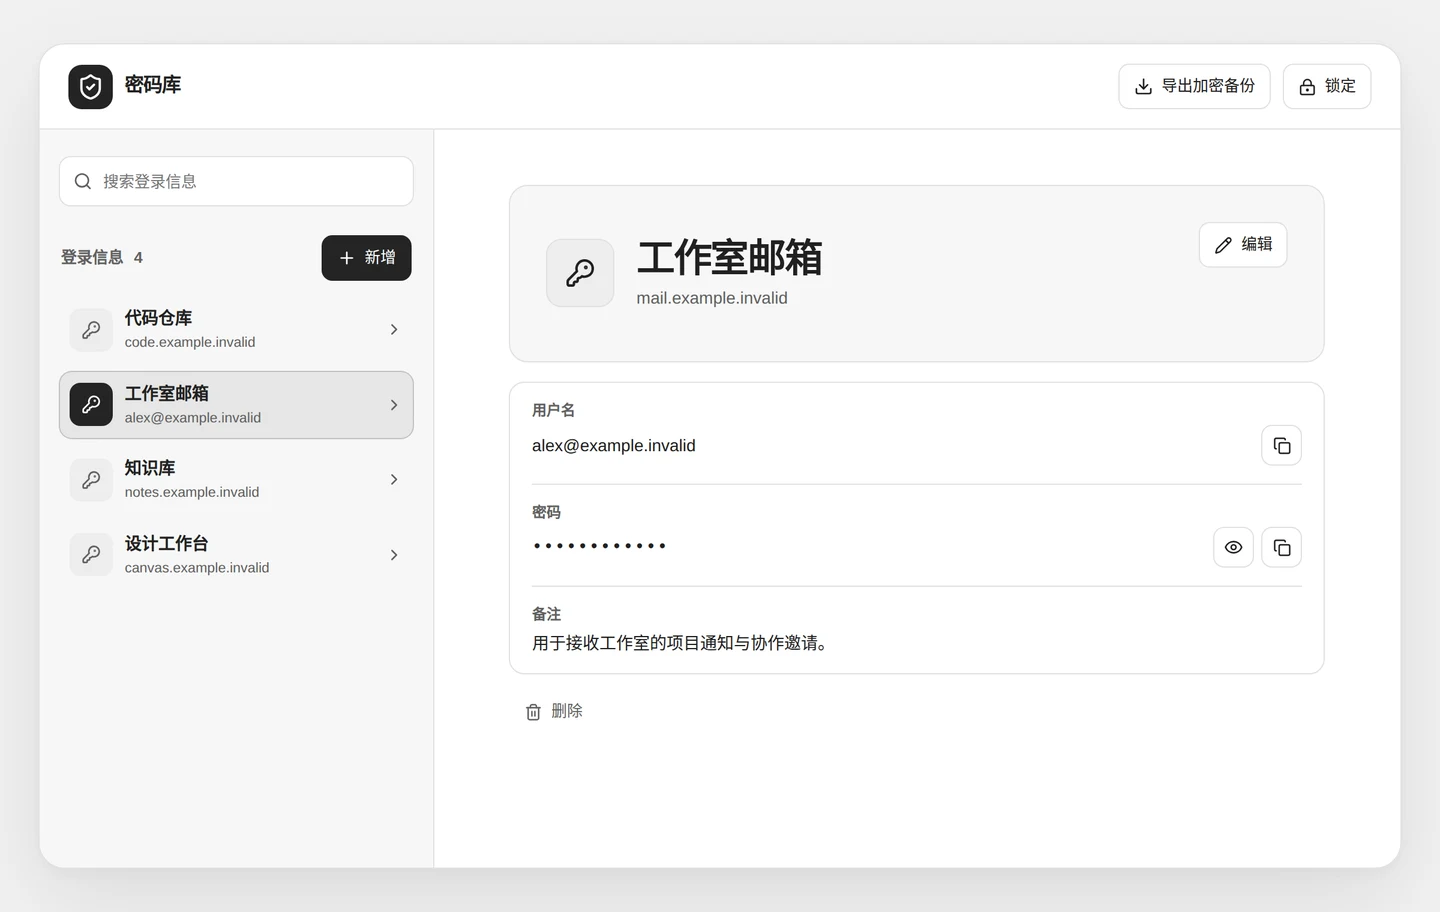 密码库
导出加密备份
锁定
搜索登录信息
登录信息 4
新增
代码仓库
code.example.invalid
工作室邮箱
alex@example.invalid
知识库
notes.example.invalid
设计工作台
canvas.example.invalid
工作室邮箱
mail.example.invalid
编辑
用户名
alex@example.invalid
密码
••••••••••••
备注
用于接收工作室的项目通知与协作邀请。
删除